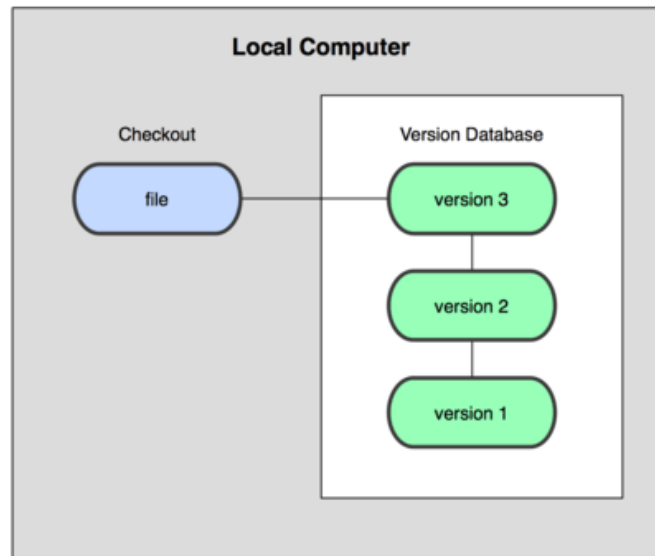 Local Computer
Checkout
Version Database
file
version 3
version 2
version 1